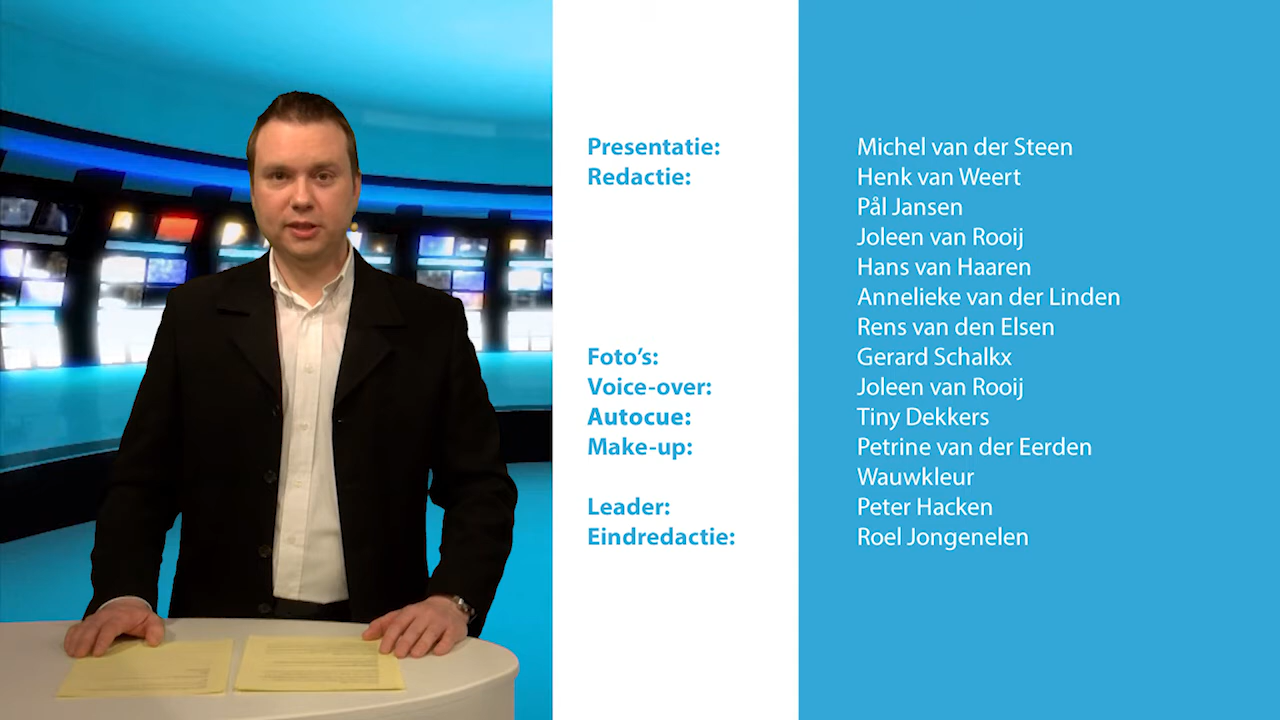 Presentatie: Michel van der Steen
Redactie: Henk van Weert
Pål Jansen
Joleen van Rooij
Hans van Haaren
Annelieke van der Linden
Rens van den Elsen
Foto's: Gerard Schalkx
Voice-over: Joleen van Rooij
Autocue: Tiny Dekkers
Make-up: Petrine van der Eerden
Wauwkleur
Leader: Peter Hacken
Eindredactie: Roel Jongenelen